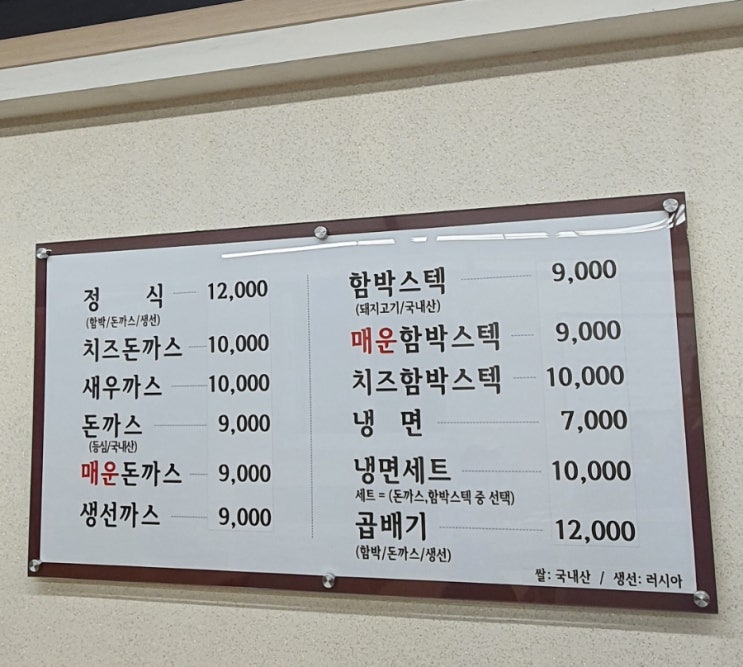 정 식 12,000
(함박/돈까스/생선)
치즈돈까스 10,000
새우까스 10,000
돈까스 9,000
(등심/국내산)
매운돈까스 9,000
생선까스 9,000
함박스텍 9,000
(돼지고기/국내산)
매운함박스텍 9,000
치즈함박스텍 10,000
냉 면 7,000
냉면세트 10,000
세트 = (돈까스,함박스텍 중 선택)
곱배기 12,000
(함박/돈까스/생선)
쌀: 국내산 / 생선: 러시아